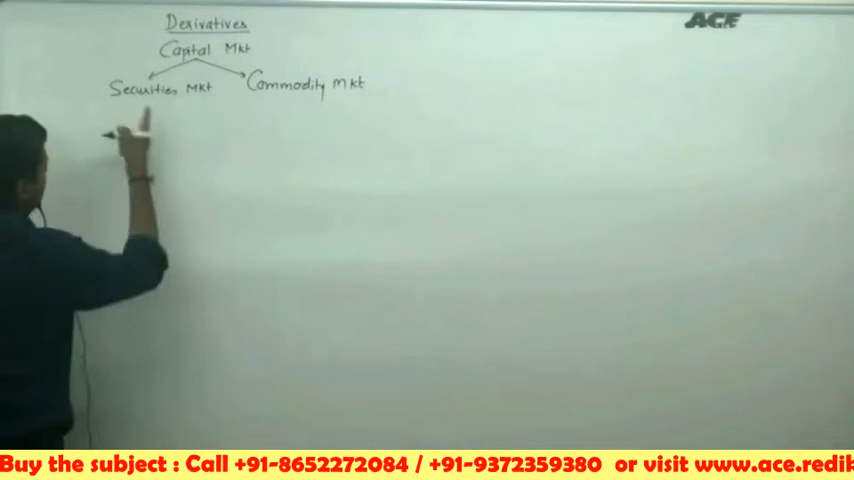 Derivatives
ACE
Capital Mkt
Securities Mkt Commodity Mkt
Buy the subject : Call +91-8652272084 / +91-9372359380 or visit www.ace.redik